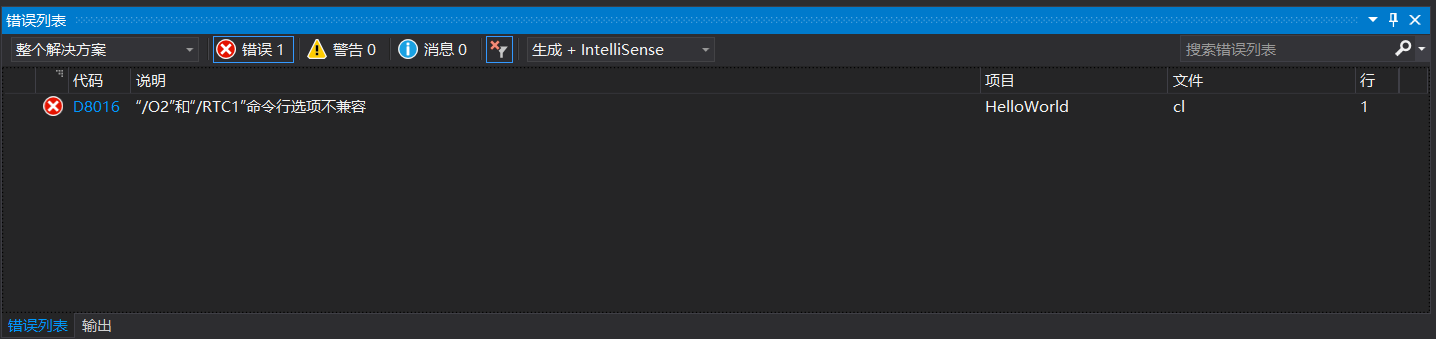 错误列表
整个解决方案 错误 1 警告 0 消息 0 生成 + IntelliSense 搜索错误列表
代码 说明 项目 文件 行
D8016 “/O2”和“/RTC1”命令行选项不兼容 HelloWorld cl 1
错误列表 输出